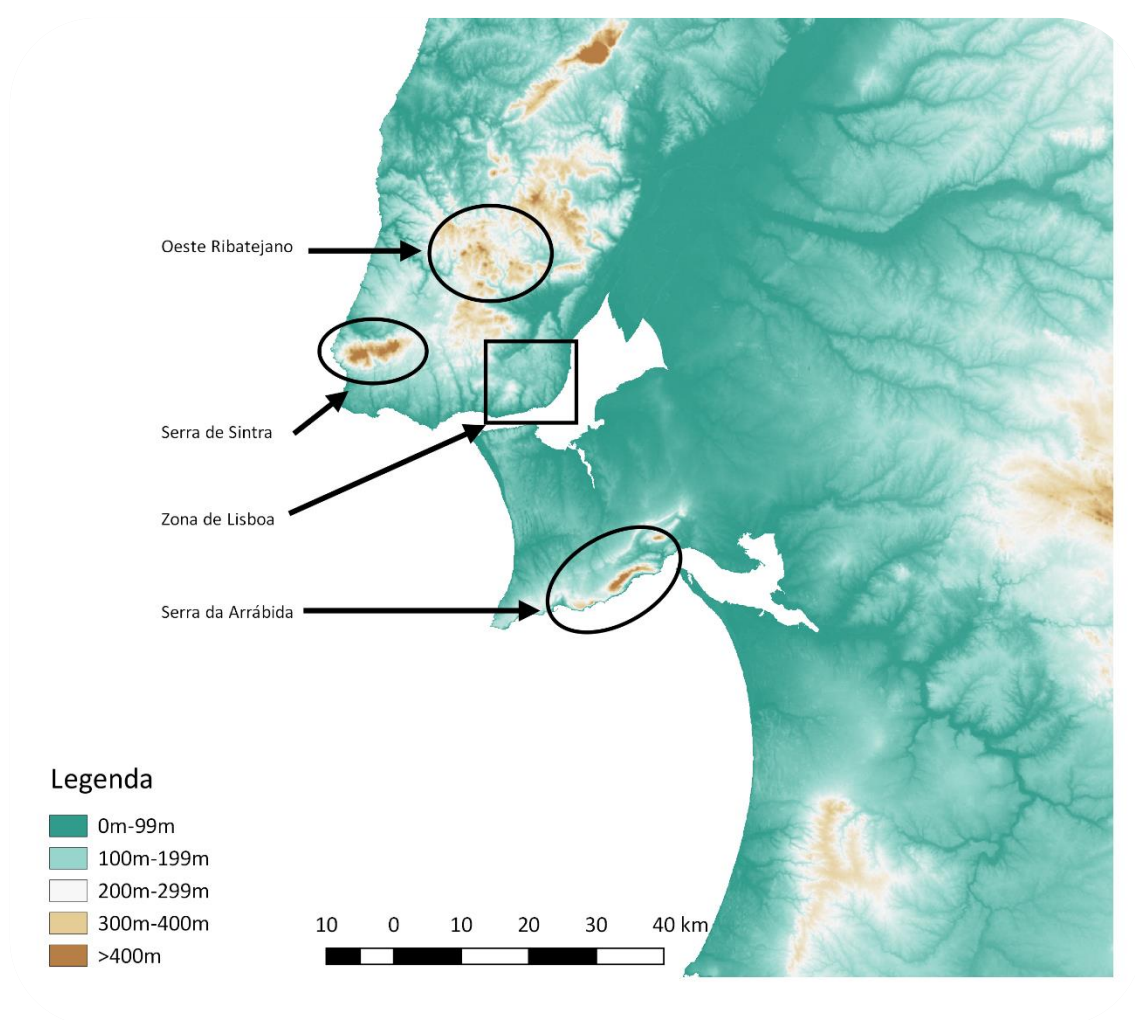 Oeste Ribatejano
Serra de Sintra
Zona de Lisboa
Serra da Arrábida
Legenda
0m-99m
100m-199m
200m-299m
300m-400m
>400m
10 0 10 20 30 40 km